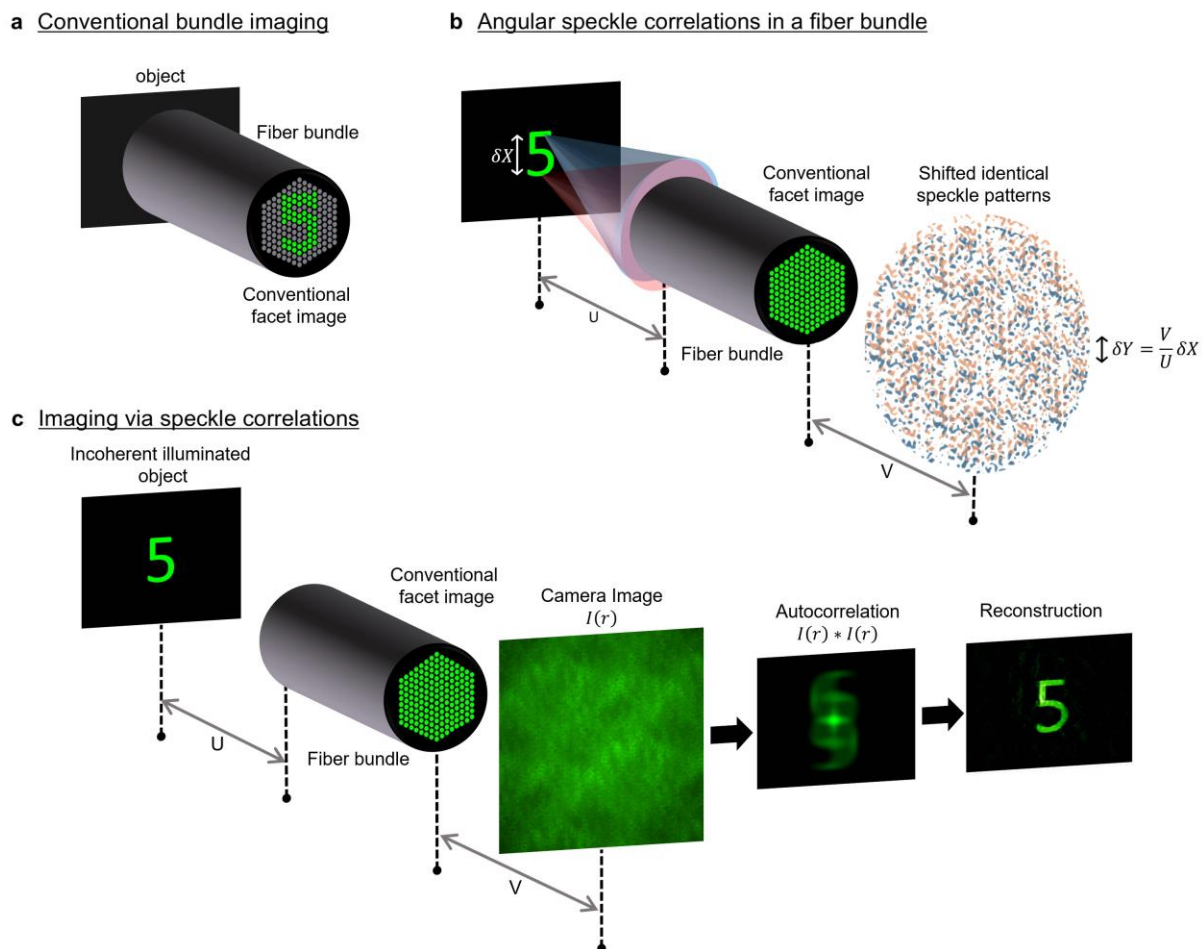 a Conventional bundle imaging
object
Fiber bundle
5
Conventional
facet image
b Angular speckle correlations in a fiber bundle
δX
5
U
Fiber bundle
Conventional
facet image
Shifted identical
speckle patterns
δY = V/U δX
V
c Imaging via speckle correlations
Incoherent illuminated
object
5
U
Fiber bundle
Conventional
facet image
V
Camera Image
I(r)
Autocorrelation
I(r) ∗ I(r)
Reconstruction
5